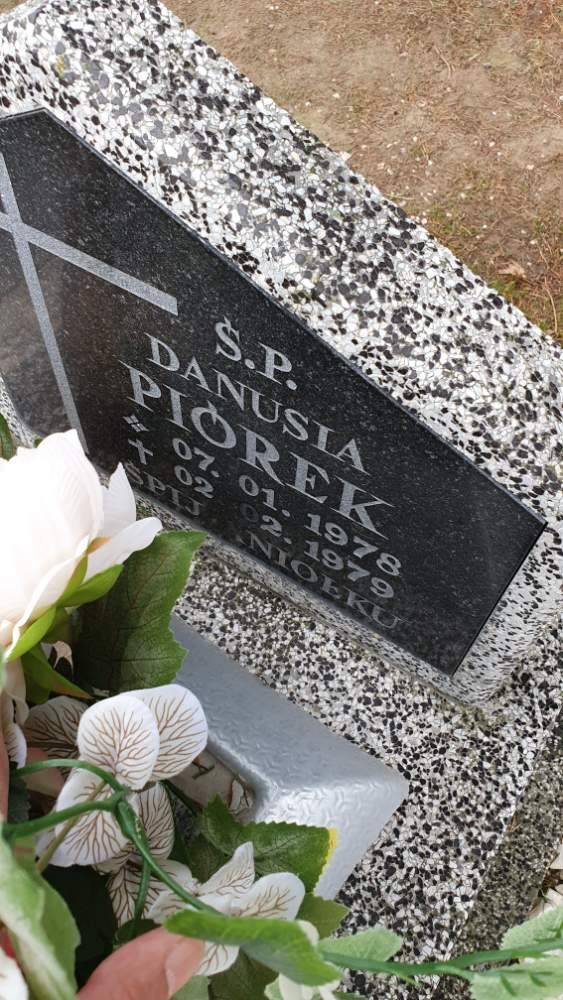 Ś.P.
DANUSIA
PIÓREK
07. 01. 1978
✝ 02 02. 1979
ŚPIJ ANIOŁKU